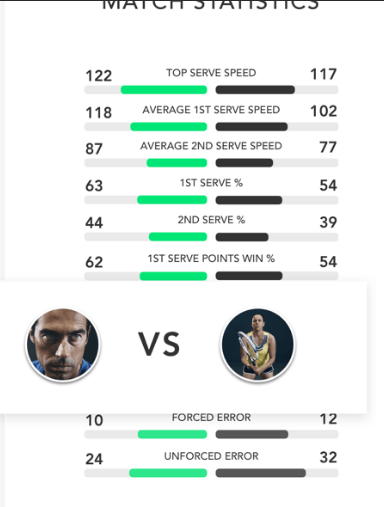 MATCH STATISTICS
122 TOP SERVE SPEED 117
118 AVERAGE 1ST SERVE SPEED 102
87 AVERAGE 2ND SERVE SPEED 77
63 1ST SERVE % 54
44 2ND SERVE % 39
62 1ST SERVE POINTS WIN % 54
VS
10 FORCED ERROR 12
24 UNFORCED ERROR 32